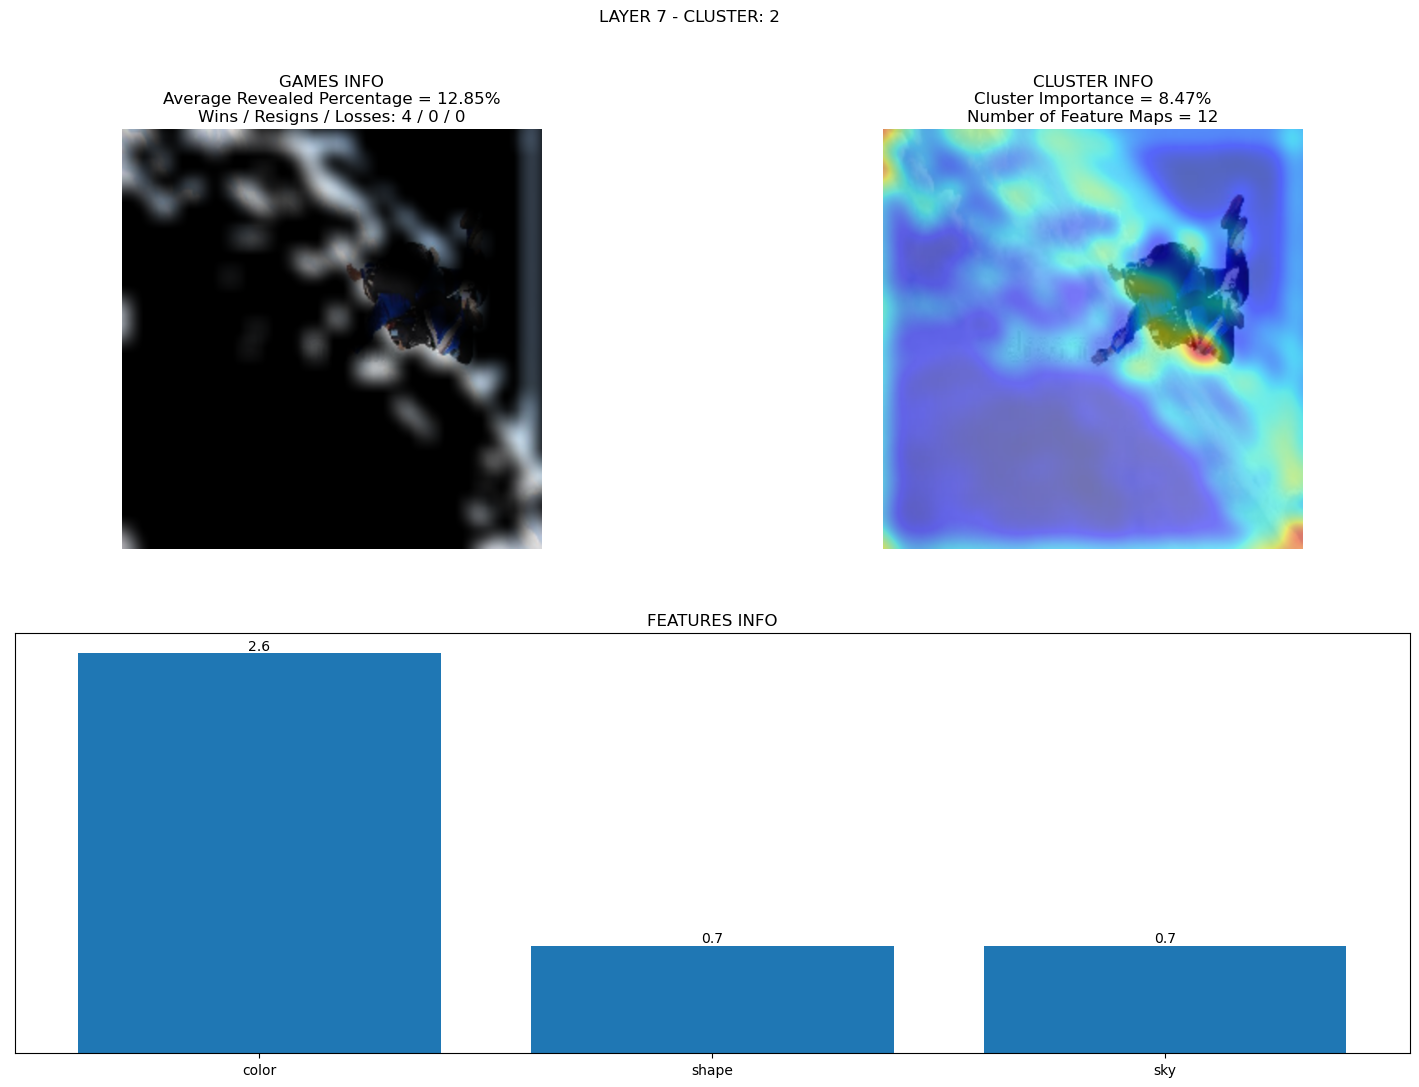 LAYER 7 - CLUSTER: 2
GAMES INFO
Average Revealed Percentage = 12.85%
Wins / Resigns / Losses: 4 / 0 / 0
CLUSTER INFO
Cluster Importance = 8.47%
Number of Feature Maps = 12
FEATURES INFO
2.6
0.7
0.7
color
shape
sky